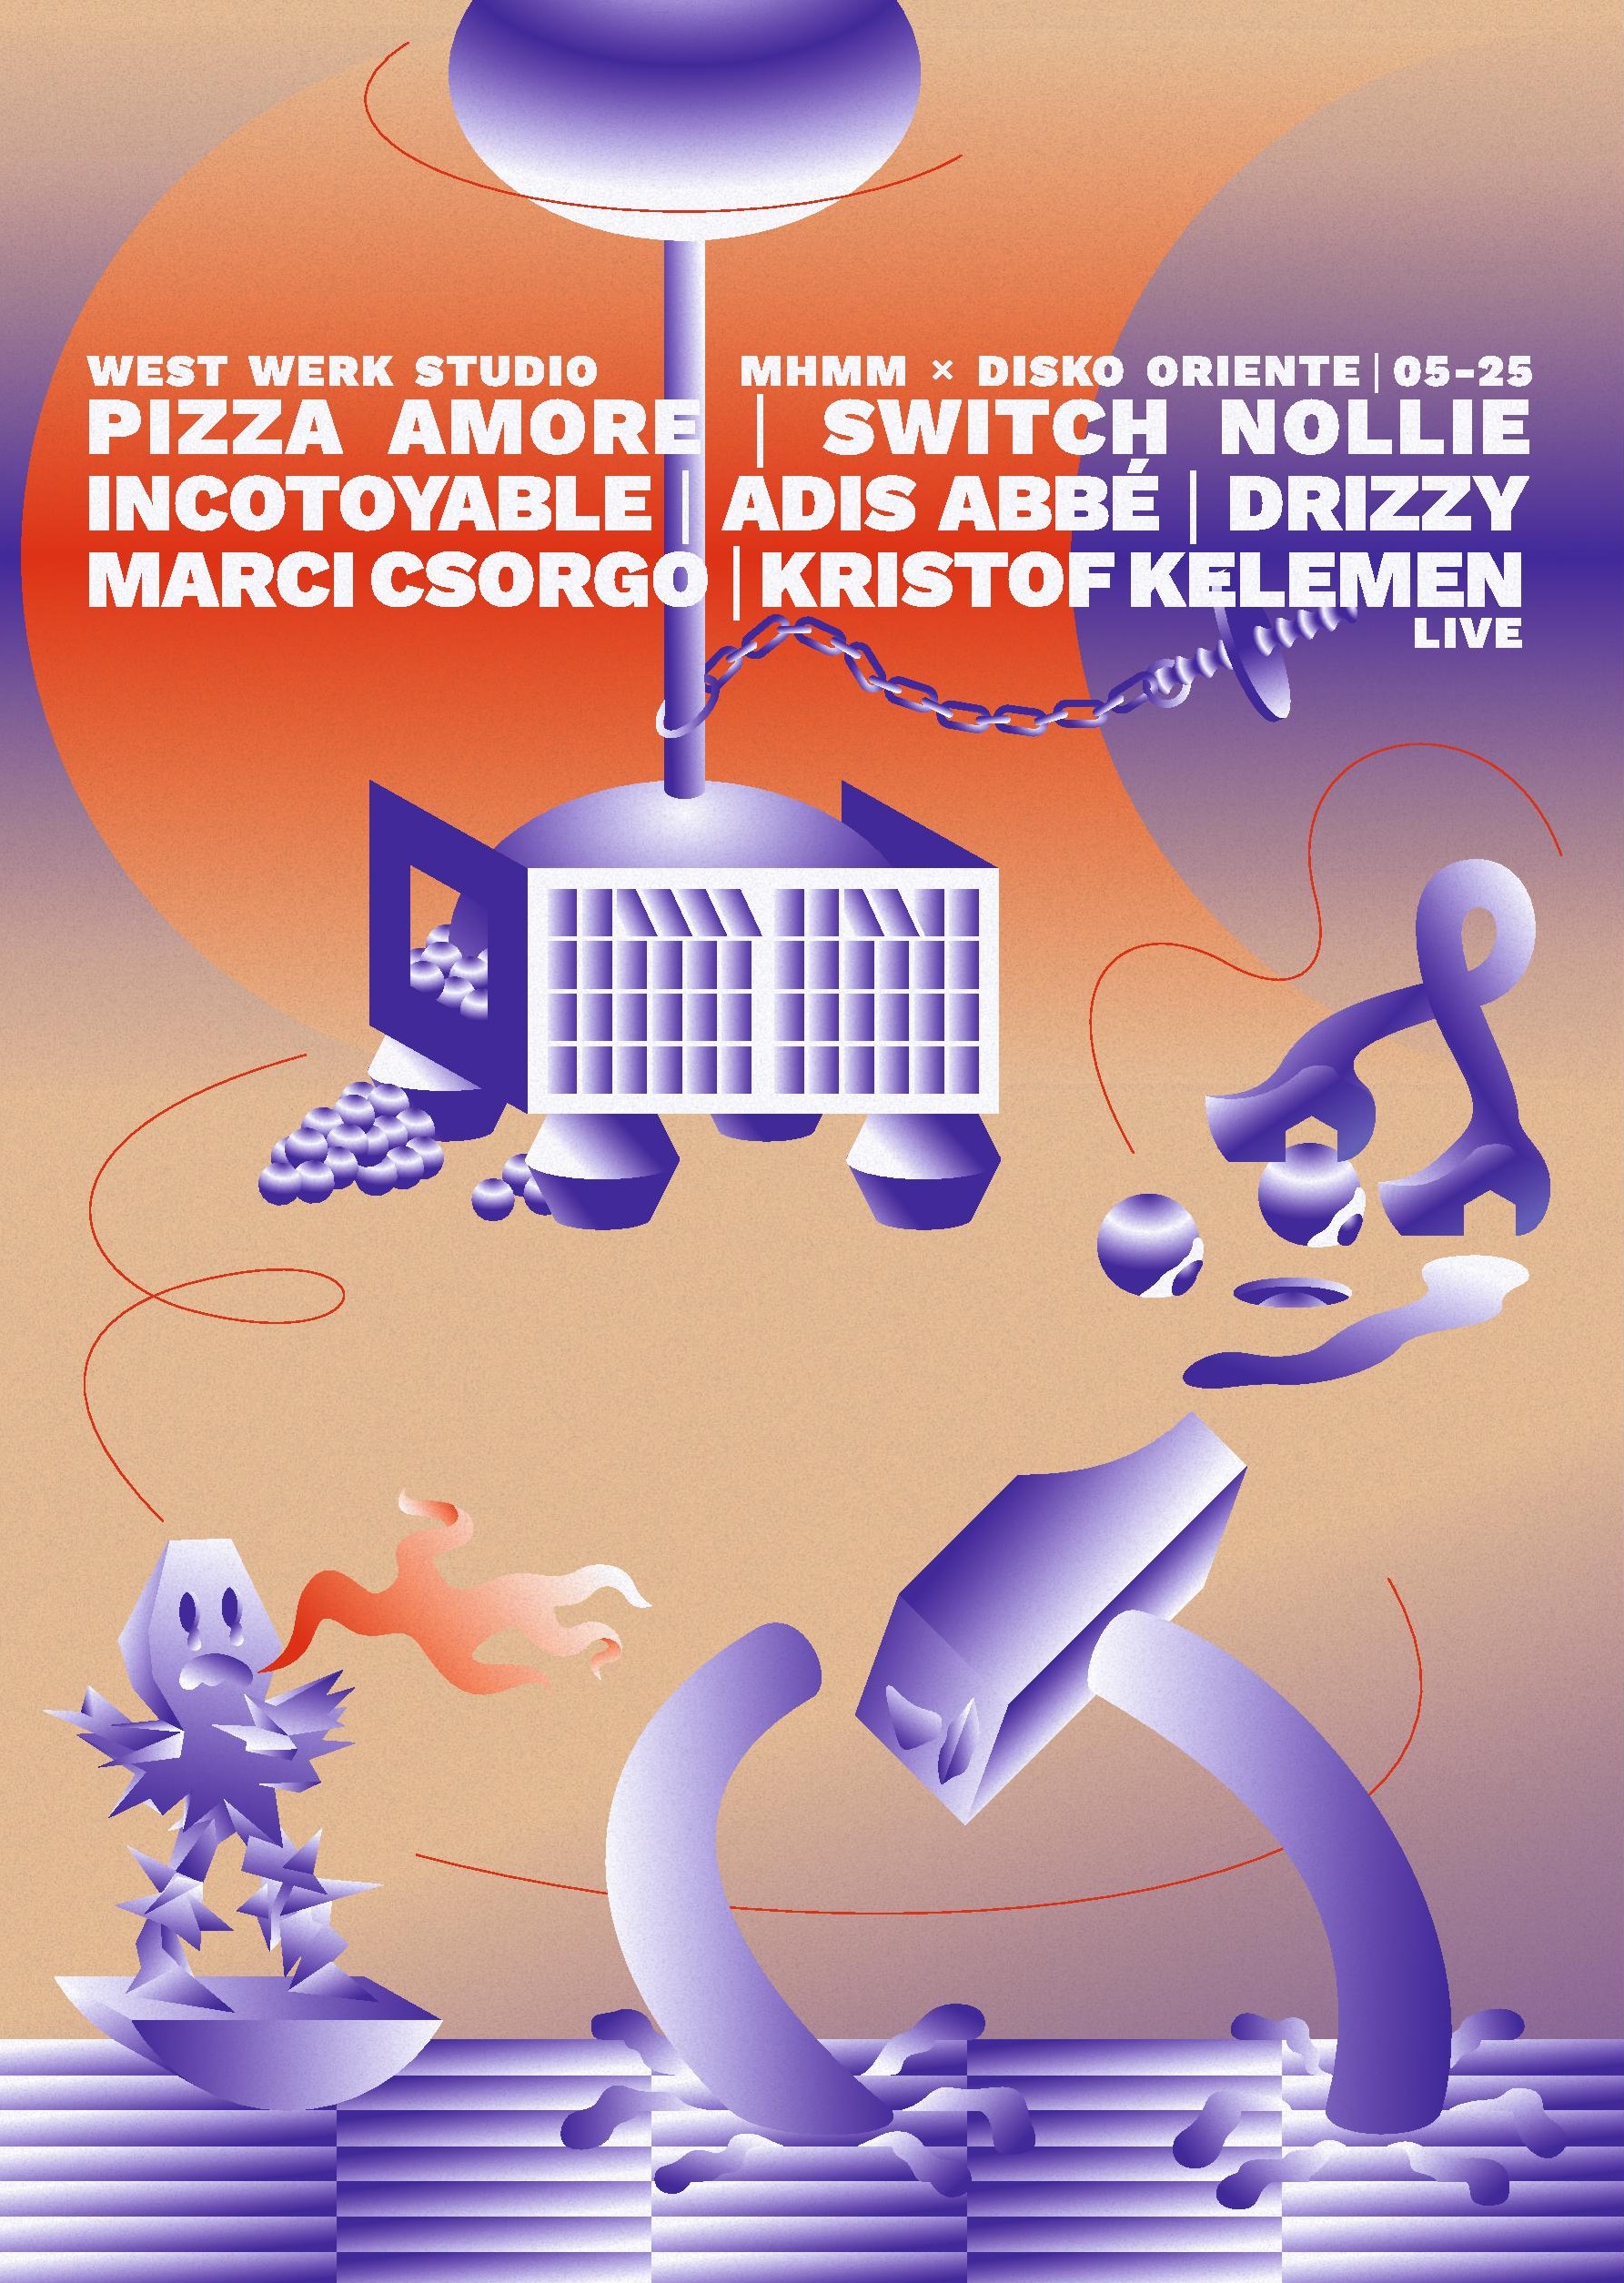 WEST WERK STUDIO MHMM × DISKO ORIENTE | 05-25
PIZZA AMORE | SWITCH NOLLIE
INCOTOYABLE | ADIS ABBÉ | DRIZZY
MARCI CSORGO | KRISTOF KELEMEN
LIVE